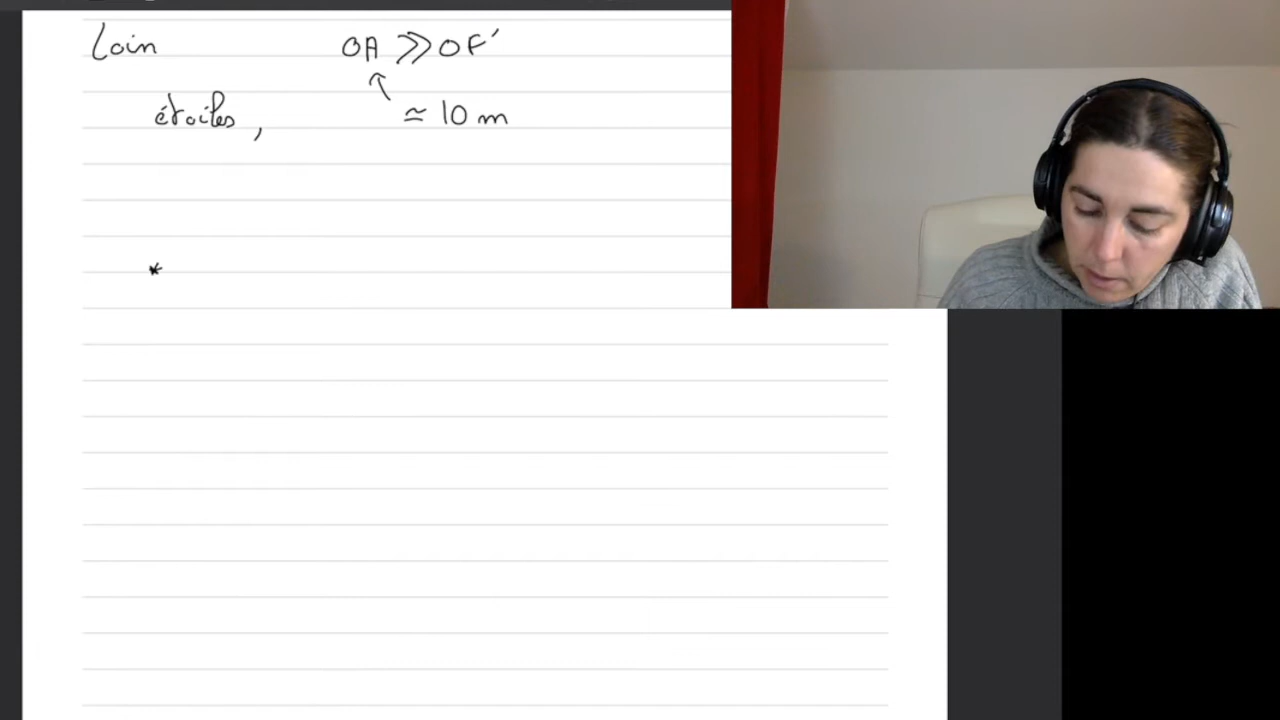 Loin OA >> OF'
étoiles, ≃ 10 m